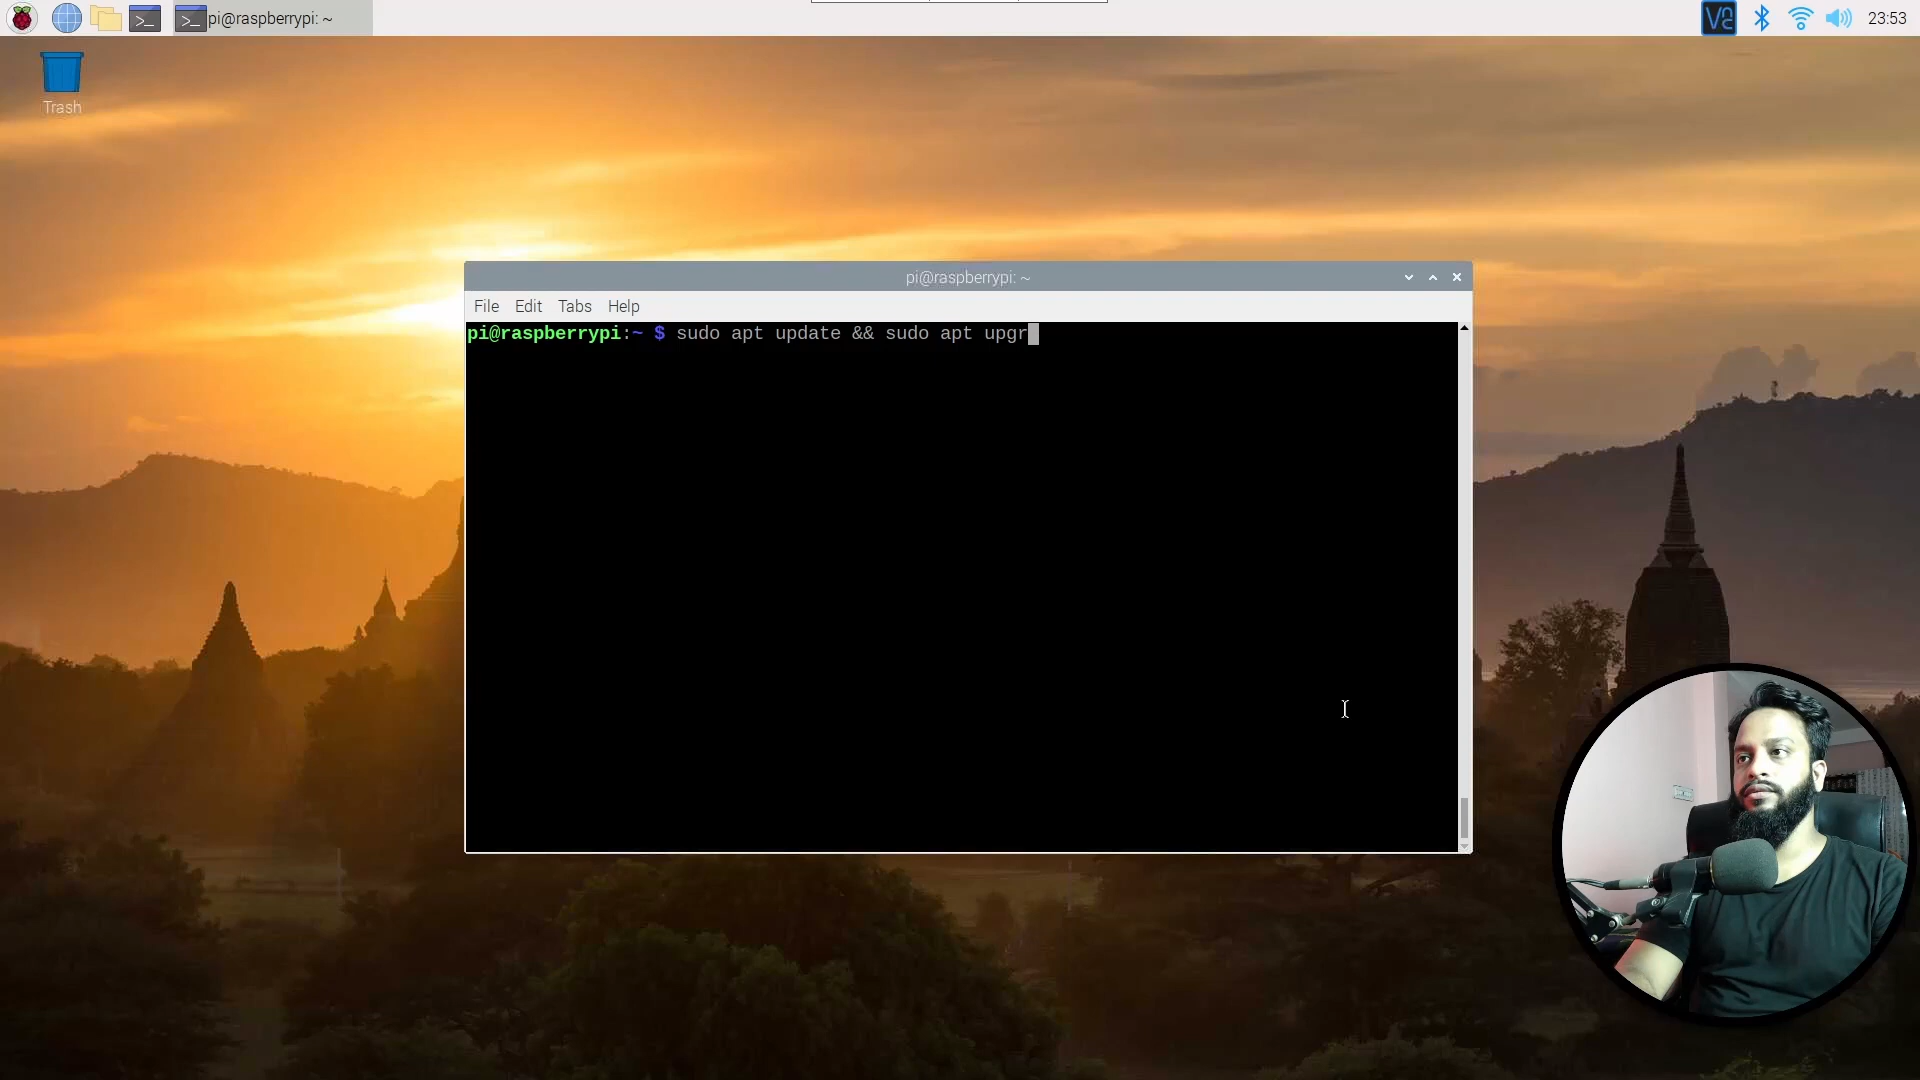 pi@raspberrypi: ~
VNC
23:53
Trash
pi@raspberrypi: ~
File Edit Tabs Help
pi@raspberrypi:~ $ sudo apt update && sudo apt upgr